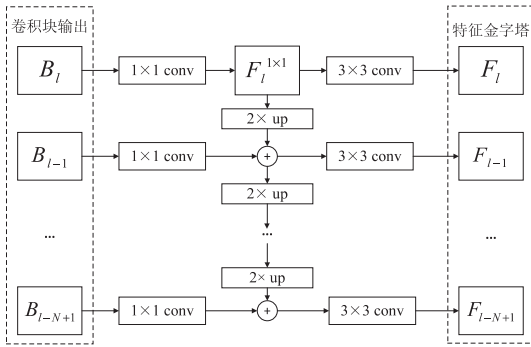 卷积块输出
特征金字塔
B_l
1×1 conv
F_l^{1×1}
3×3 conv
F_l
2× up
B_{l-1}
1×1 conv
+
3×3 conv
F_{l-1}
2× up
...
...
...
2× up
B_{l-N+1}
1×1 conv
+
3×3 conv
F_{l-N+1}